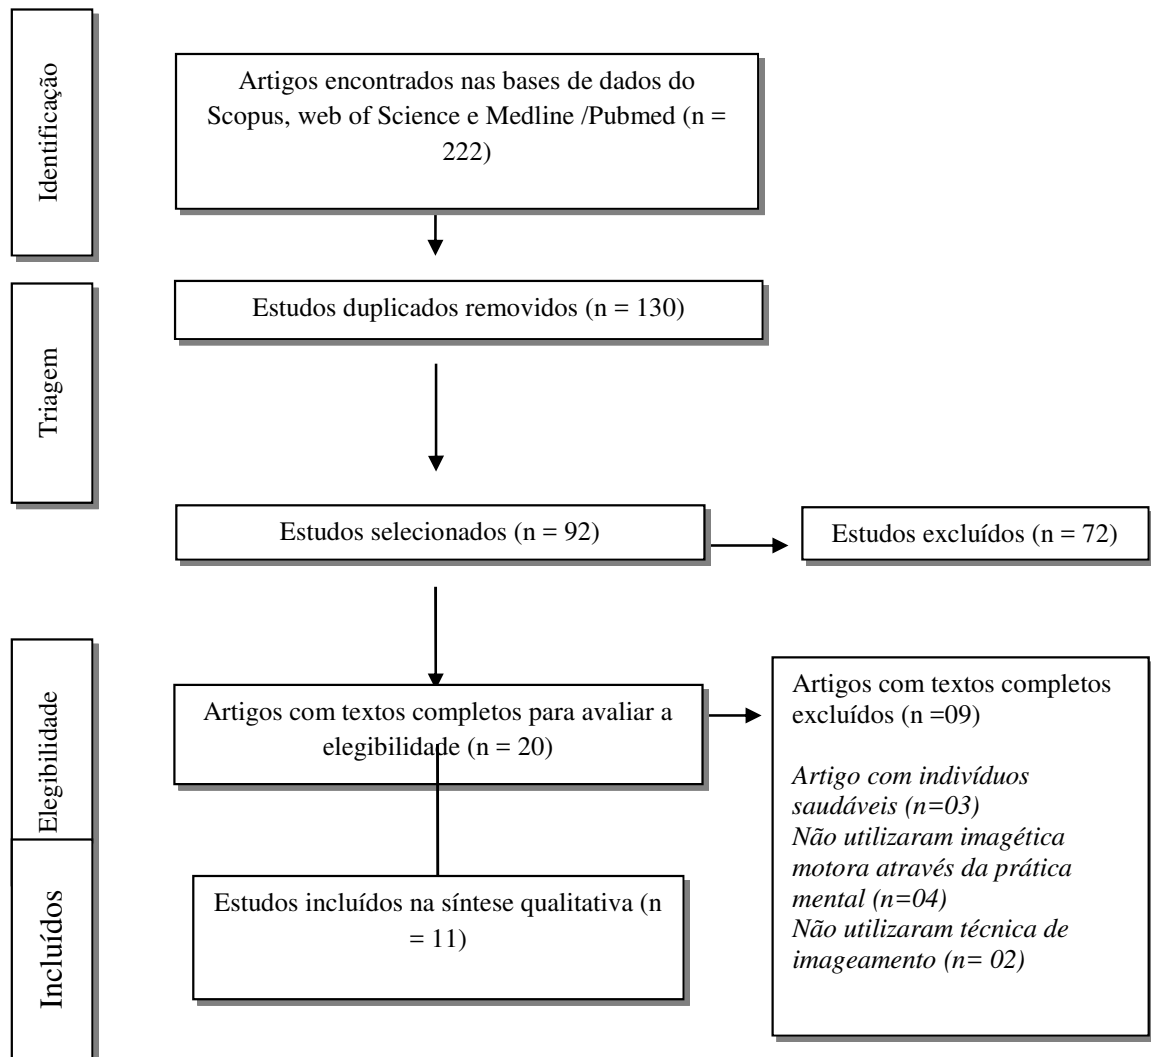 Identificação
Artigos encontrados nas bases de dados do
Scopus, web of Science e Medline /Pubmed (n =
222)
Triagem
Estudos duplicados removidos (n = 130)
Estudos selecionados (n = 92)
Estudos excluídos (n = 72)
Elegibilidade
Artigos com textos completos para avaliar a
elegibilidade (n = 20)
Artigos com textos completos
excluídos (n =09)
Artigo com indivíduos
saudáveis (n=03)
Não utilizaram imagética
motora através da prática
mental (n=04)
Não utilizaram técnica de
imageamento (n= 02)
Incluídos
Estudos incluídos na síntese qualitativa (n
= 11)